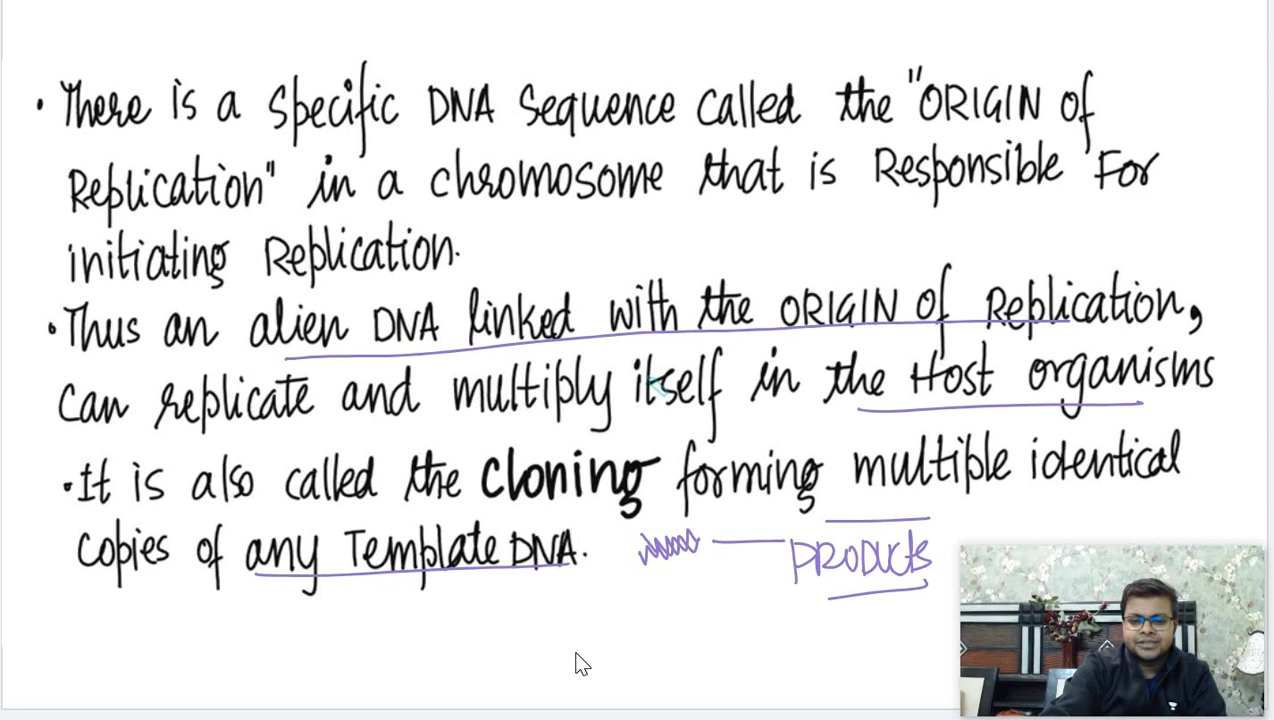 • There is a specific DNA sequence called the "ORIGIN of
Replication" in a chromosome that is Responsible For
initiating Replication.
• Thus an alien DNA linked with the ORIGIN of Replication,
can replicate and multiply itself in the Host organisms
• It is also called the Cloning forming multiple identical
copies of any Template DNA.
PRODUCts